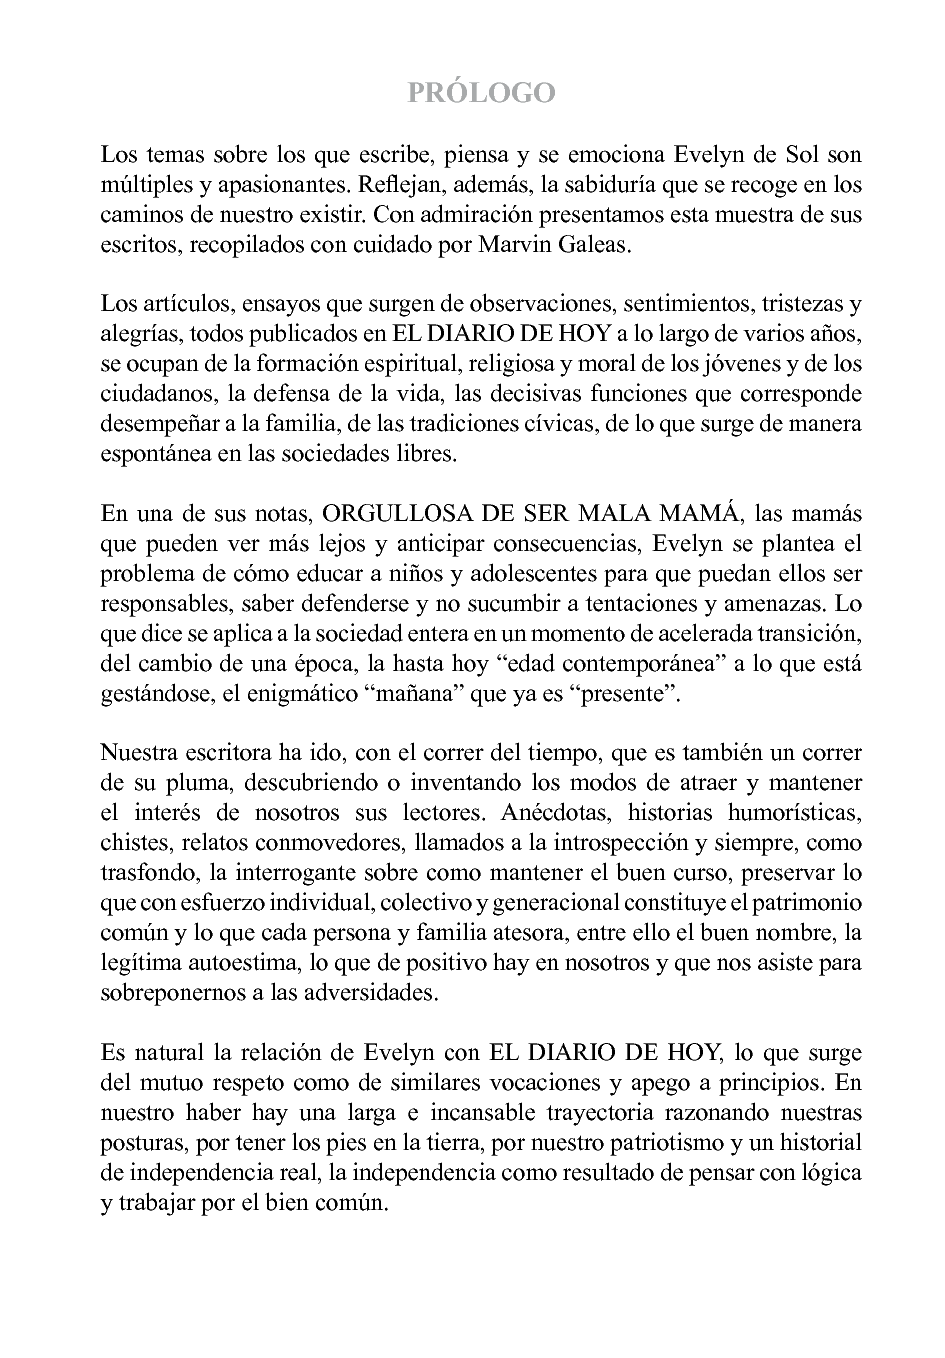 PRÓLOGO
Los temas sobre los que escribe, piensa y se emociona Evelyn de Sol son
múltiples y apasionantes. Reflejan, además, la sabiduría que se recoge en los
caminos de nuestro existir. Con admiración presentamos esta muestra de sus
escritos, recopilados con cuidado por Marvin Galeas.
Los artículos, ensayos que surgen de observaciones, sentimientos, tristezas y
alegrías, todos publicados en EL DIARIO DE HOY a lo largo de varios años,
se ocupan de la formación espiritual, religiosa y moral de los jóvenes y de los
ciudadanos, la defensa de la vida, las decisivas funciones que corresponde
desempeñar a la familia, de las tradiciones cívicas, de lo que surge de manera
espontánea en las sociedades libres.
En una de sus notas, ORGULLOSA DE SER MALA MAMÁ, las mamás
que pueden ver más lejos y anticipar consecuencias, Evelyn se plantea el
problema de cómo educar a niños y adolescentes para que puedan ellos ser
responsables, saber defenderse y no sucumbir a tentaciones y amenazas. Lo
que dice se aplica a la sociedad entera en un momento de acelerada transición,
del cambio de una época, la hasta hoy “edad contemporánea” a lo que está
gestándose, el enigmático “mañana” que ya es “presente”.
Nuestra escritora ha ido, con el correr del tiempo, que es también un correr
de su pluma, descubriendo o inventando los modos de atraer y mantener
el interés de nosotros sus lectores. Anécdotas, historias humorísticas,
chistes, relatos conmovedores, llamados a la introspección y siempre, como
trasfondo, la interrogante sobre como mantener el buen curso, preservar lo
que con esfuerzo individual, colectivo y generacional constituye el patrimonio
común y lo que cada persona y familia atesora, entre ello el buen nombre, la
legítima autoestima, lo que de positivo hay en nosotros y que nos asiste para
sobreponernos a las adversidades.
Es natural la relación de Evelyn con EL DIARIO DE HOY, lo que surge
del mutuo respeto como de similares vocaciones y apego a principios. En
nuestro haber hay una larga e incansable trayectoria razonando nuestras
posturas, por tener los pies en la tierra, por nuestro patriotismo y un historial
de independencia real, la independencia como resultado de pensar con lógica
y trabajar por el bien común.